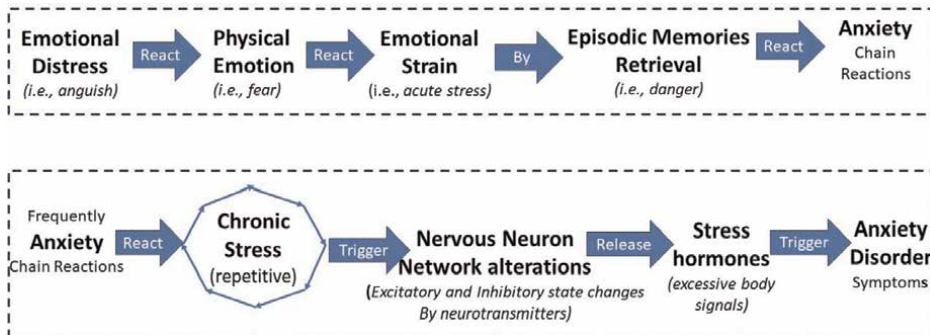 Emotional Distress
(i.e., anguish)
React
Physical Emotion
(i.e., fear)
React
Emotional Strain
(i.e., acute stress)
By
Episodic Memories Retrieval
(i.e., danger)
React
Anxiety
Chain Reactions
Frequently
Anxiety
Chain Reactions
React
Chronic Stress
(repetitive)
Trigger
Nervous Neuron
Network alterations
(Excitatory and Inhibitory state changes
By neurotransmitters)
Release
Stress
hormones
(excessive body
signals)
Trigger
Anxiety
Disorder
Symptoms